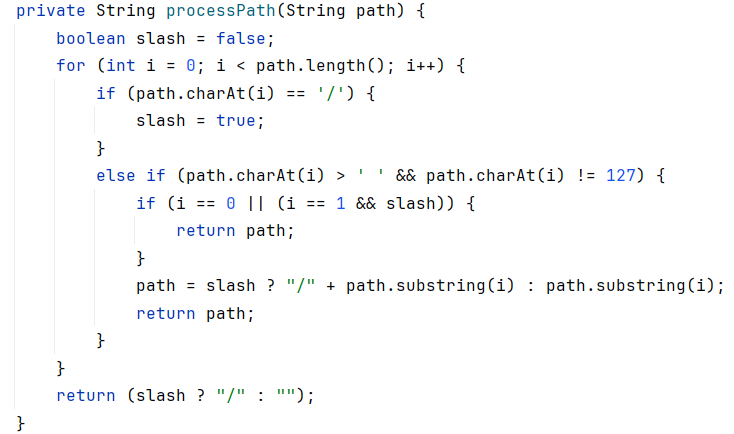 private String processPath(String path) {
    boolean slash = false;
    for (int i = 0; i < path.length(); i++) {
        if (path.charAt(i) == '/') {
            slash = true;
        }
        else if (path.charAt(i) > ' ' && path.charAt(i) != 127) {
            if (i == 0 || (i == 1 && slash)) {
                return path;
            }
            path = slash ? "/" + path.substring(i) : path.substring(i);
            return path;
        }
    }
    return (slash ? "/" : "");
}